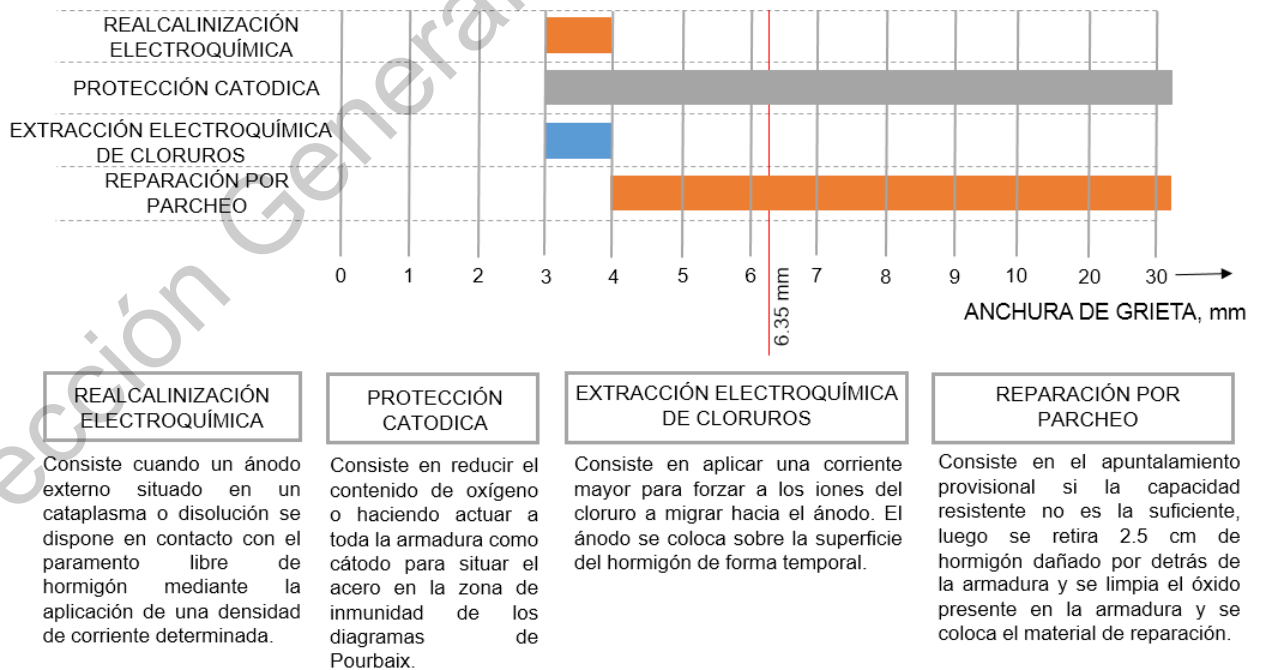 REALCALINIZACIÓN
ELECTROQUÍMICA
PROTECCIÓN CATODICA
EXTRACCIÓN ELECTROQUÍMICA
DE CLORUROS
REPARACIÓN POR
PARCHEO
0 1 2 3 4 5 6 7 8 9 10 20 30
6.35 mm
ANCHURA DE GRIETA, mm
REALCALINIZACIÓN
ELECTROQUÍMICA
Consiste cuando un ánodo
externo situado en un
cataplasma o disolución se
dispone en contacto con el
paramento libre de
hormigón mediante la
aplicación de una densidad
de corriente determinada.
PROTECCIÓN
CATODICA
Consiste en reducir el
contenido de oxígeno
o haciendo actuar a
toda la armadura como
cátodo para situar el
acero en la zona de
inmunidad de los
diagramas de
Pourbaix.
EXTRACCIÓN ELECTROQUÍMICA
DE CLORUROS
Consiste en aplicar una corriente
mayor para forzar a los iones del
cloruro a migrar hacia el ánodo. El
ánodo se coloca sobre la superficie
del hormigón de forma temporal.
REPARACIÓN POR
PARCHEO
Consiste en el apuntalamiento
provisional si la capacidad
resistente no es la suficiente,
luego se retira 2.5 cm de
hormigón dañado por detrás de
la armadura y se limpia el óxido
presente en la armadura y se
coloca el material de reparación.
ección General